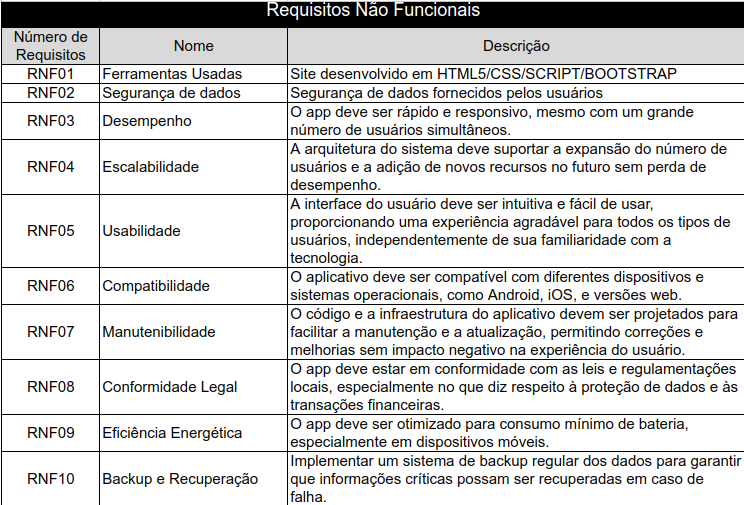 Requisitos Não Funcionais
Número de
Requisitos
Nome
Descrição
RNF01
Ferramentas Usadas
Site desenvolvido em HTML5/CSS/SCRIPT/BOOTSTRAP
RNF02
Segurança de dados
Segurança de dados fornecidos pelos usuários
RNF03
Desempenho
O app deve ser rápido e responsivo, mesmo com um grande
número de usuários simultâneos.
RNF04
Escalabilidade
A arquitetura do sistema deve suportar a expansão do número de
usuários e a adição de novos recursos no futuro sem perda de
desempenho.
RNF05
Usabilidade
A interface do usuário deve ser intuitiva e fácil de usar,
proporcionando uma experiência agradável para todos os tipos de
usuários, independentemente de sua familiaridade com a
tecnologia.
RNF06
Compatibilidade
O aplicativo deve ser compatível com diferentes dispositivos e
sistemas operacionais, como Android, iOS, e versões web.
RNF07
Manutenibilidade
O código e a infraestrutura do aplicativo devem ser projetados para
facilitar a manutenção e a atualização, permitindo correções e
melhorias sem impacto negativo na experiência do usuário.
RNF08
Conformidade Legal
O app deve estar em conformidade com as leis e regulamentações
locais, especialmente no que diz respeito à proteção de dados e às
transações financeiras.
RNF09
Eficiência Energética
O app deve ser otimizado para consumo mínimo de bateria,
especialmente em dispositivos móveis.
RNF10
Backup e Recuperação
Implementar um sistema de backup regular dos dados para garantir
que informações críticas possam ser recuperadas em caso de
falha.